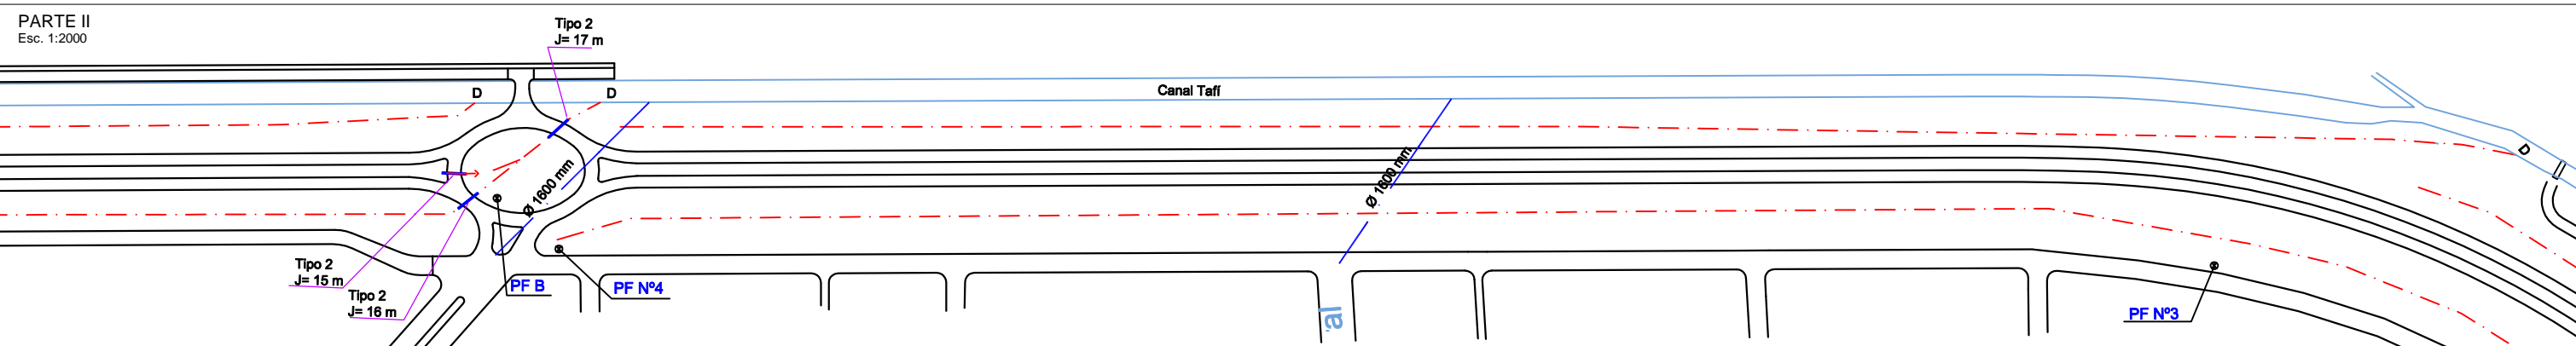 PARTE II
Esc. 1:2000
Tipo 2
J= 17 m
D
D
Canal Tafí
Ø 1600 mm
Ø 1600 mm
D
Tipo 2
J= 15 m
Tipo 2
J= 16 m
PF B
PF Nº4
al
PF Nº3